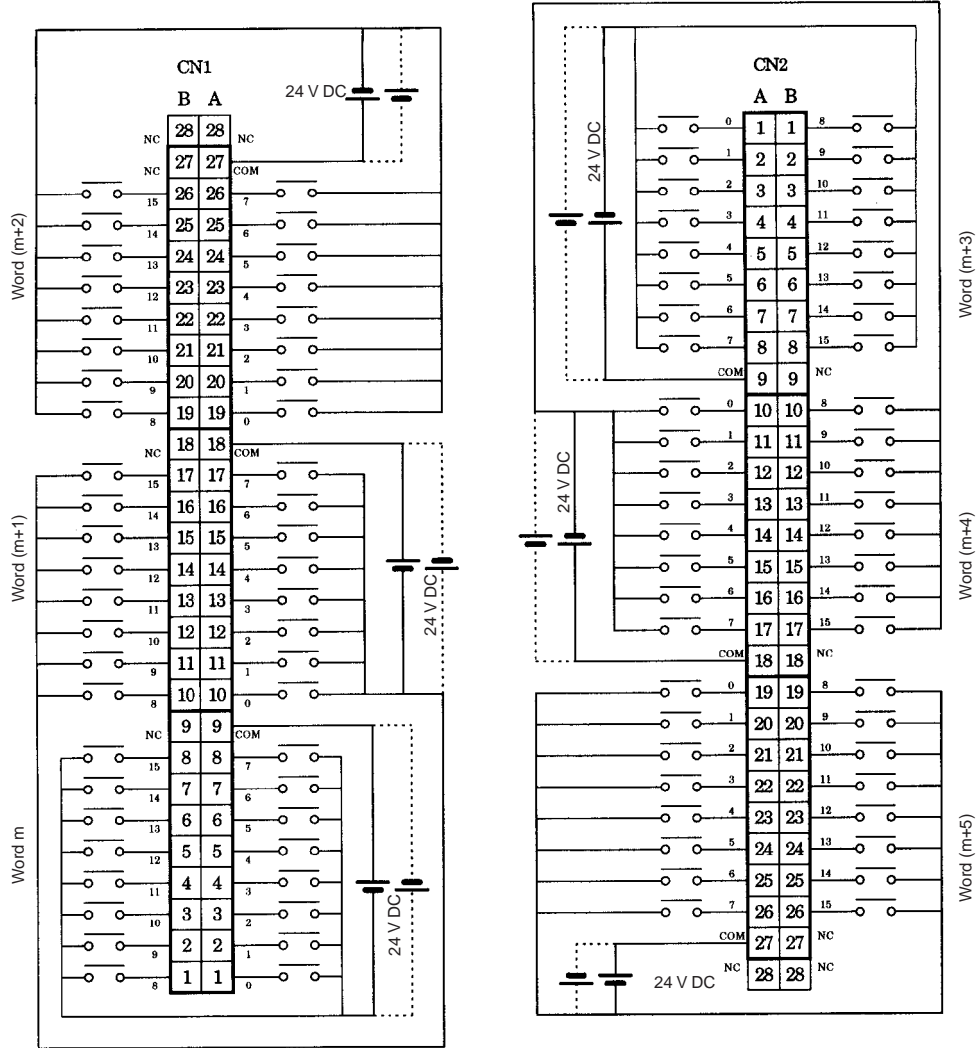 CN1
B A
24 V DC
NC 28 28 NC
NC 27 27 COM
15 26 26 7
14 25 25 6
13 24 24 5
12 23 23 4
11 22 22 3
10 21 21 2
9 20 20 1
8 19 19 0
Word (m+2)
NC 18 18 COM
15 17 17 7
14 16 16 6
13 15 15 5
12 14 14 4
11 13 13 3
10 12 12 2
9 11 11 1
8 10 10 0
Word (m+1)
24 V DC
NC 9 9 COM
15 8 8 7
14 7 7 6
13 6 6 5
12 5 5 4
11 4 4 3
10 3 3 2
9 2 2 1
8 1 1 0
Word m
24 V DC
CN2
A B
24 V DC
0 1 1 8
1 2 2 9
2 3 3 10
3 4 4 11
4 5 5 12
5 6 6 13
6 7 7 14
7 8 8 15
COM 9 9 NC
Word (m+3)
24 V DC
0 10 10 8
1 11 11 9
2 12 12 10
3 13 13 11
4 14 14 12
5 15 15 13
6 16 16 14
7 17 17 15
COM 18 18 NC
Word (m+4)
0 19 19 8
1 20 20 9
2 21 21 10
3 22 22 11
4 23 23 12
5 24 24 13
6 25 25 14
7 26 26 15
COM 27 27 NC
NC 28 28 NC
Word (m+5)
24 V DC